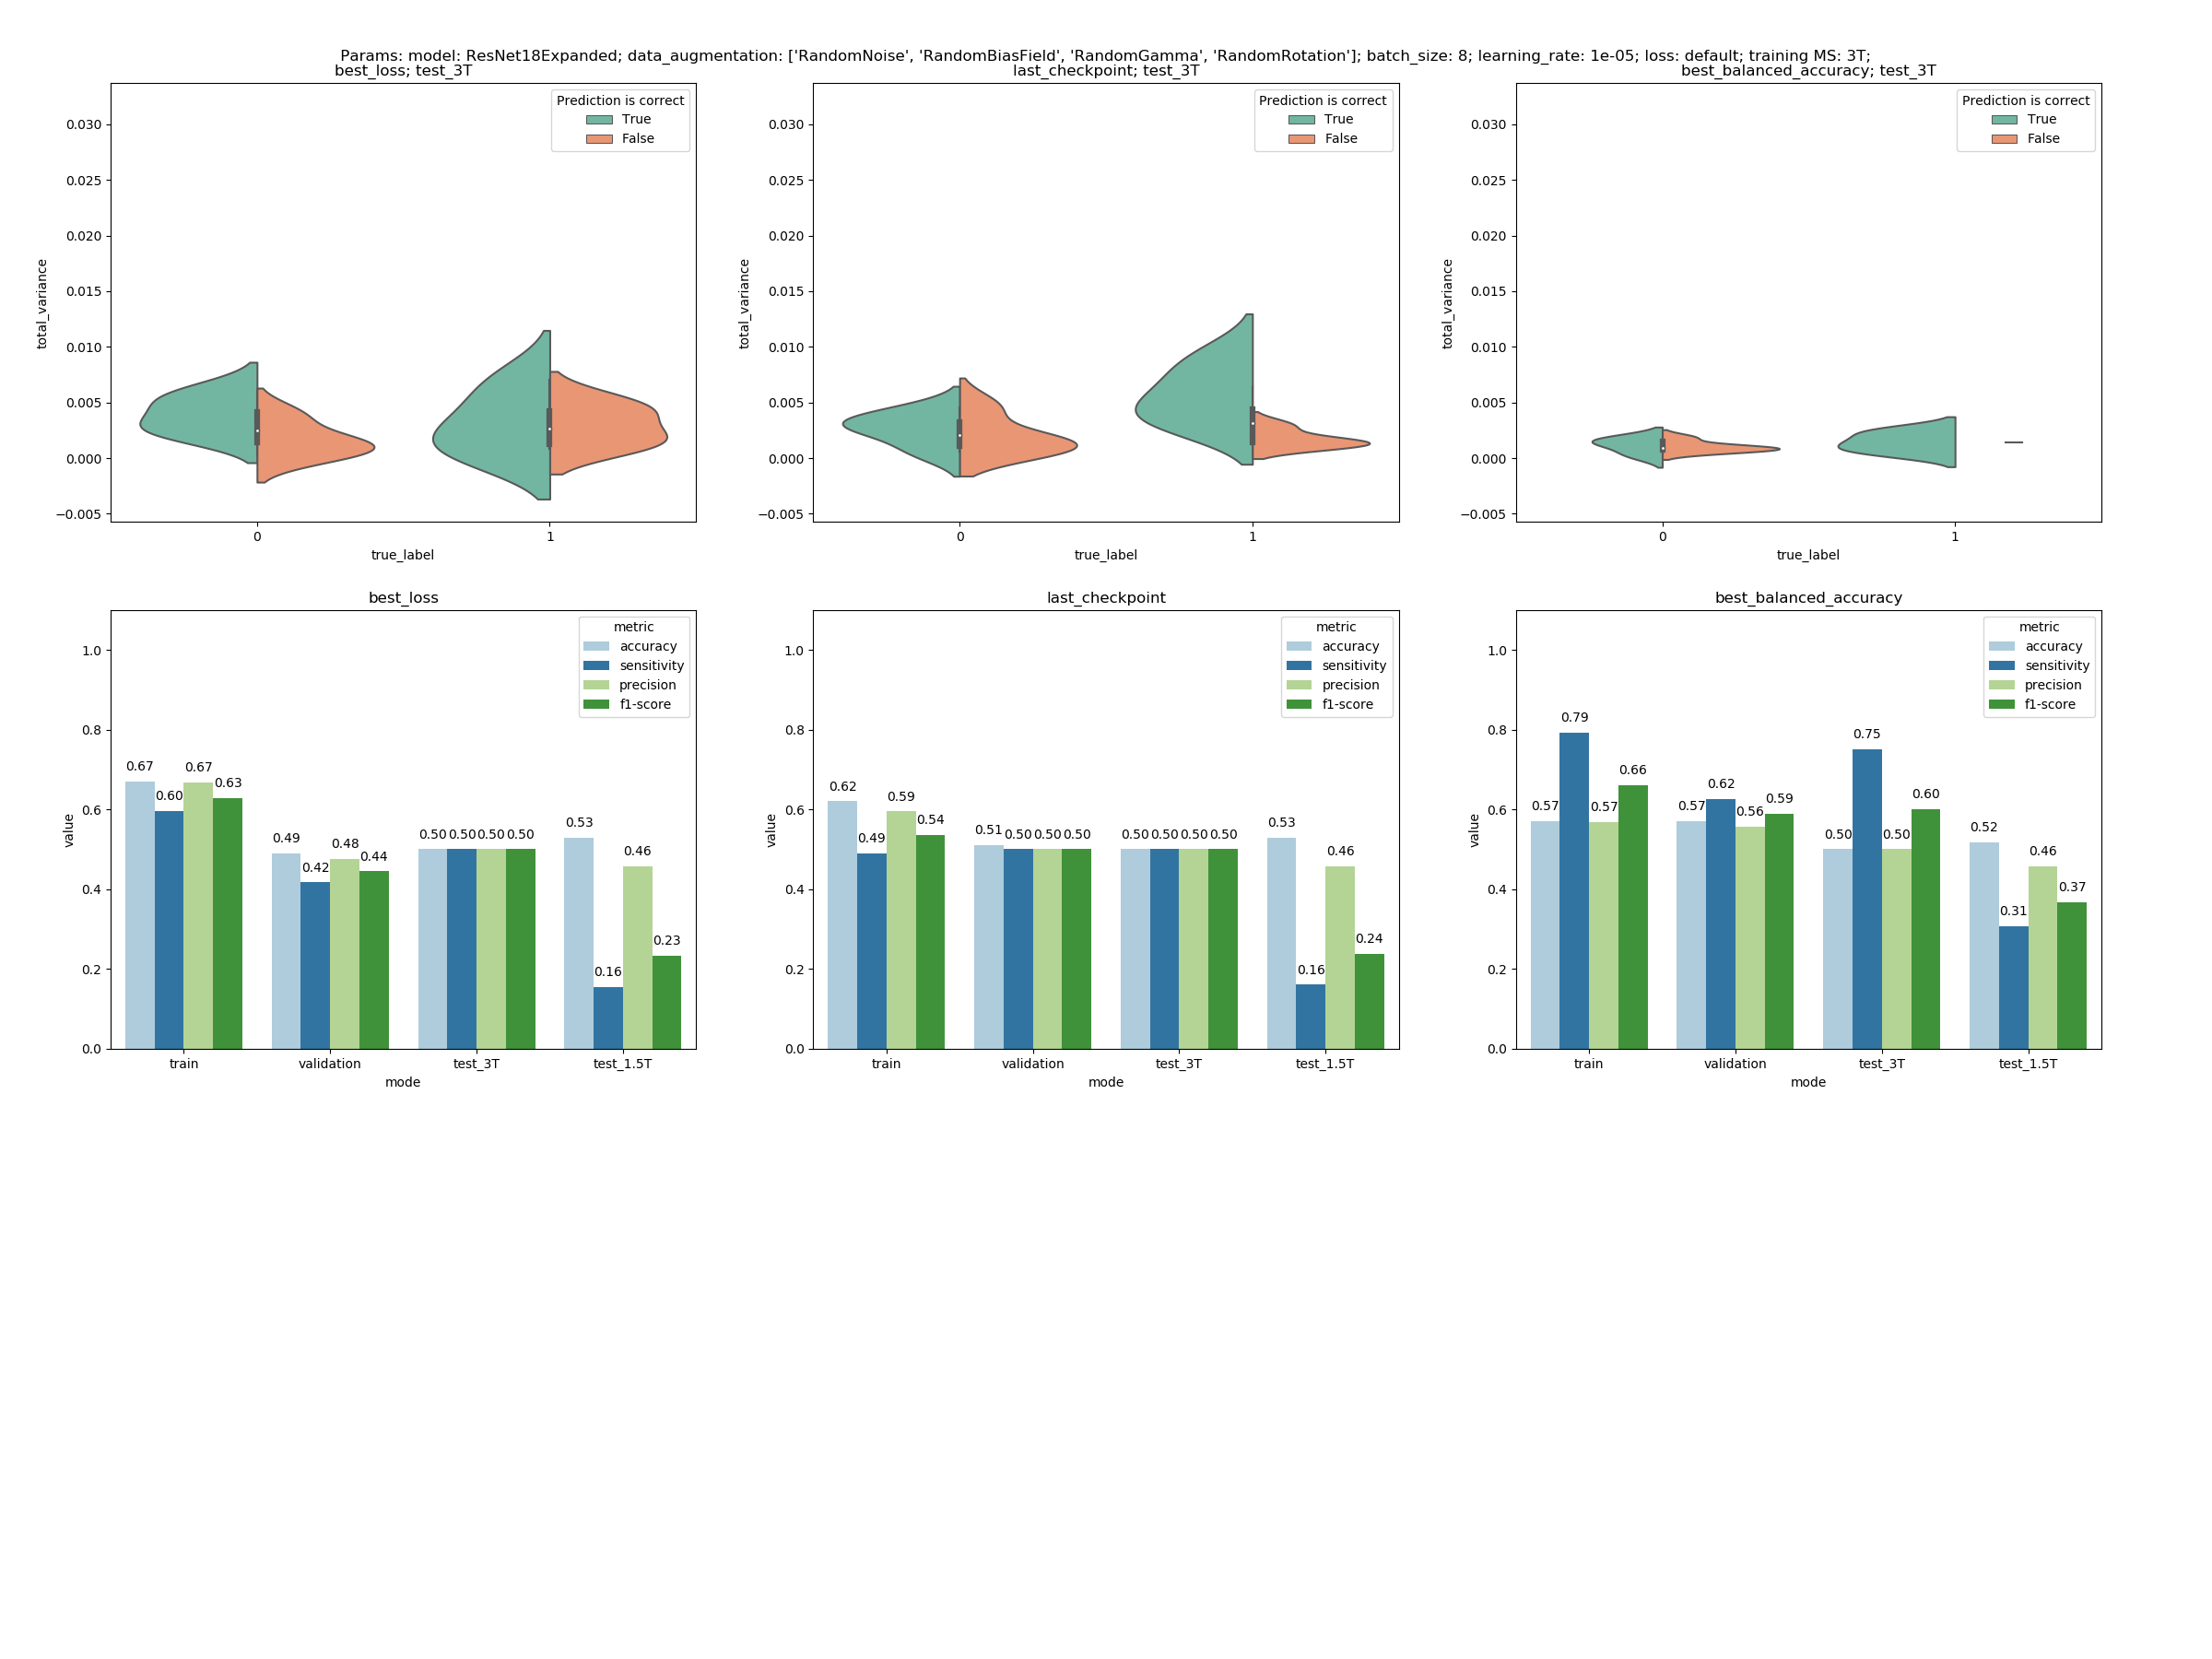 Params: model: ResNet18Expanded; data_augmentation: ['RandomNoise', 'RandomBiasField', 'RandomGamma', 'RandomRotation']; batch_size: 8; learning_rate: 1e-05; loss: default; training MS: 3T;
best_loss; test_3T
Prediction is correct
True
False
0.030
0.025
0.020
0.015
0.010
0.005
0.000
−0.005
total_variance
0 1
true_label
last_checkpoint; test_3T
Prediction is correct
True
False
0.030
0.025
0.020
0.015
0.010
0.005
0.000
−0.005
total_variance
0 1
true_label
best_balanced_accuracy; test_3T
Prediction is correct
True
False
0.030
0.025
0.020
0.015
0.010
0.005
0.000
−0.005
total_variance
0 1
true_label
best_loss
metric
accuracy
sensitivity
precision
f1-score
1.0
0.8
0.6
0.4
0.2
0.0
value
0.67 0.60 0.67 0.63
0.49 0.42 0.48 0.44
0.50 0.50 0.50 0.50
0.53 0.16 0.46 0.23
train validation test_3T test_1.5T
mode
last_checkpoint
metric
accuracy
sensitivity
precision
f1-score
1.0
0.8
0.6
0.4
0.2
0.0
value
0.62 0.49 0.59 0.54
0.51 0.50 0.50 0.50
0.50 0.50 0.50 0.50
0.53 0.16 0.46 0.24
train validation test_3T test_1.5T
mode
best_balanced_accuracy
metric
accuracy
sensitivity
precision
f1-score
1.0
0.8
0.6
0.4
0.2
0.0
value
0.57 0.79 0.57 0.66
0.57 0.62 0.56 0.59
0.50 0.75 0.50 0.60
0.52 0.31 0.46 0.37
train validation test_3T test_1.5T
mode